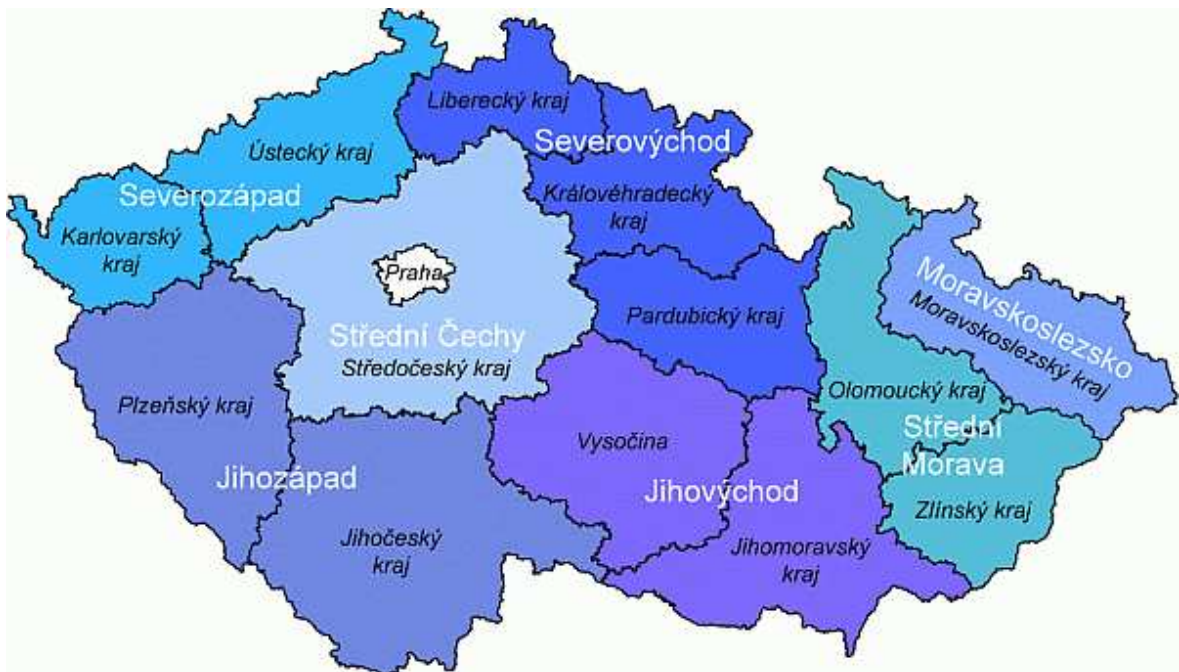 Liberecký kraj
Severovýchod
Ústecký kraj
Severozápad
Královéhradecký
kraj
Karlovarský
kraj
Praha
Moravskoslezsko
Moravskoslezský kraj
Pardubický kraj
Střední Čechy
Středočeský kraj
Olomoucký kraj
Plzeňský kraj
Střední
Morava
Vysočina
Jihozápad
Jihovýchod
Zlínský kraj
Jihočeský
kraj
Jihomoravský
kraj